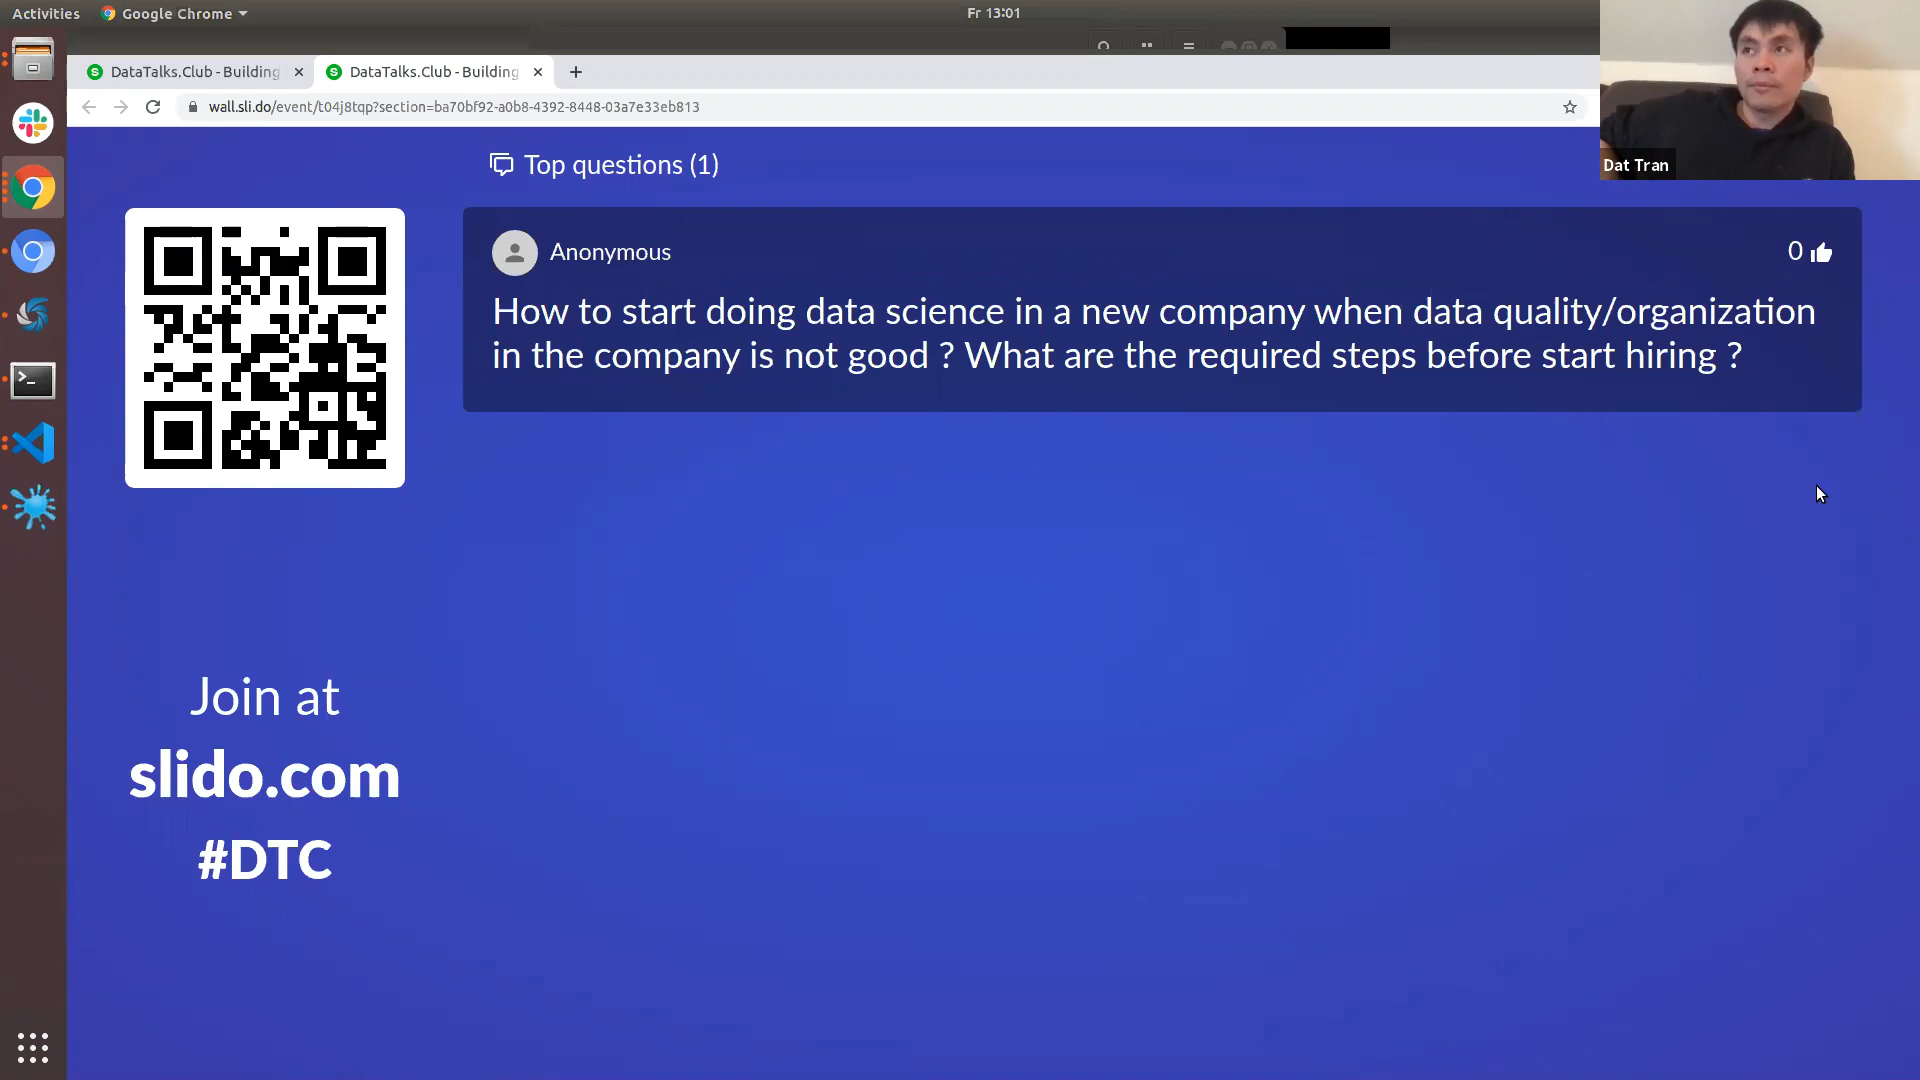 Activities
Google Chrome
Fr 13:01
DataTalks.Club - Building
DataTalks.Club - Building
wall.sli.do/event/t04j8tqp?section=ba70bf92-a0b8-4392-8448-03a7e33eb813
Dat Tran
Top questions (1)
Anonymous
0
How to start doing data science in a new company when data quality/organization
in the company is not good ? What are the required steps before start hiring ?
Join at
slido.com
#DTC